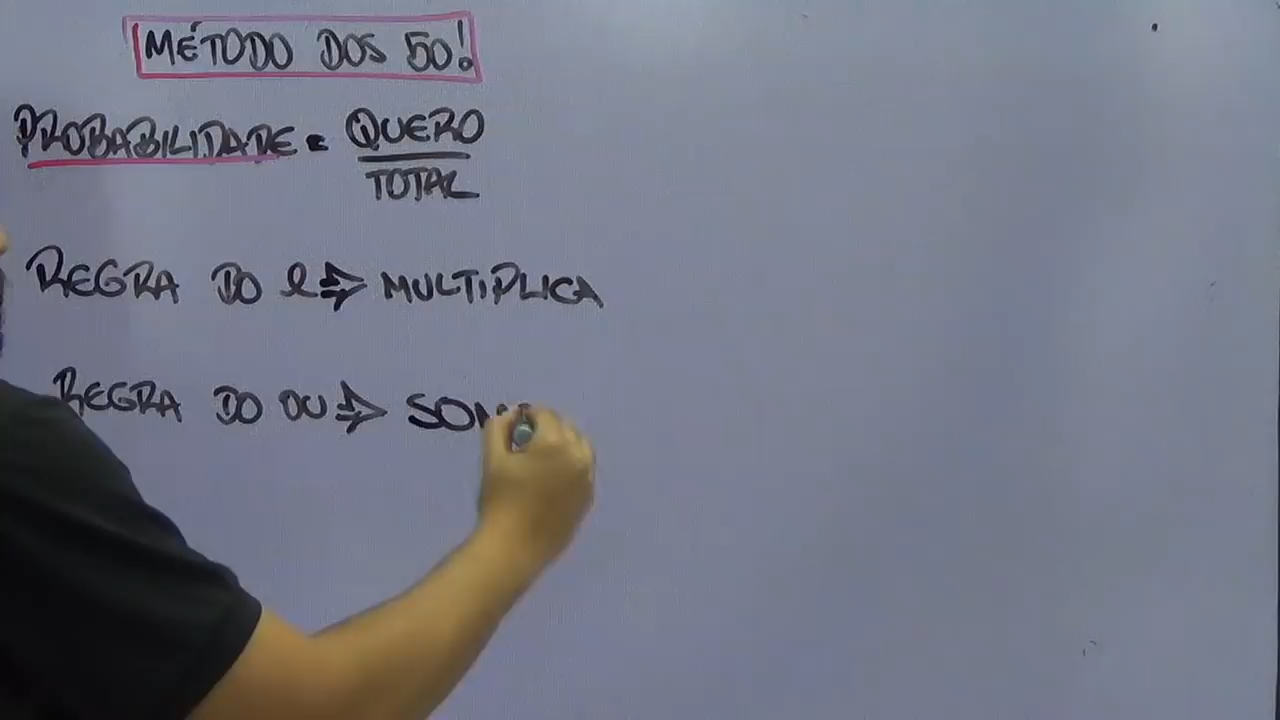 MÉTODO DOS 50!
PROBABILIDADE = QUERO
TOTAL
REGRA DO e ⇒ MULTIPLICA
REGRA DO OU ⇒